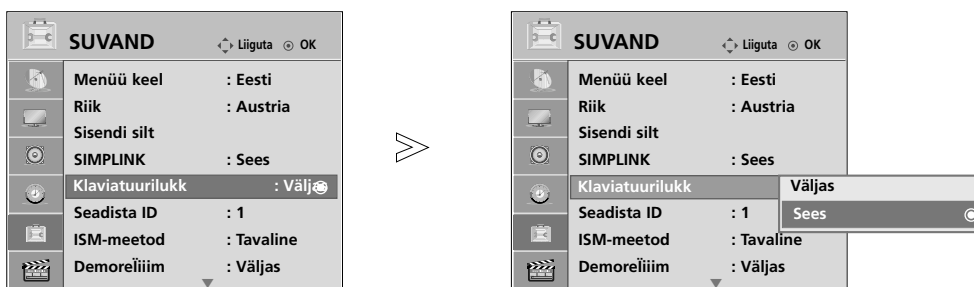 SUVAND Liiguta OK
Menüü keel : Eesti
Riik : Austria
Sisendi silt
SIMPLINK : Sees
Klaviatuurilukk : Väljas
Seadista ID : 1
ISM-meetod : Tavaline
Demoreľiiim : Väljas
SUVAND Liiguta OK
Menüü keel : Eesti
Riik : Austria
Sisendi silt
SIMPLINK : Sees
Klaviatuurilukk
Väljas
Sees
Seadista ID : 1
ISM-meetod : Tavaline
Demoreľiiim : Väljas